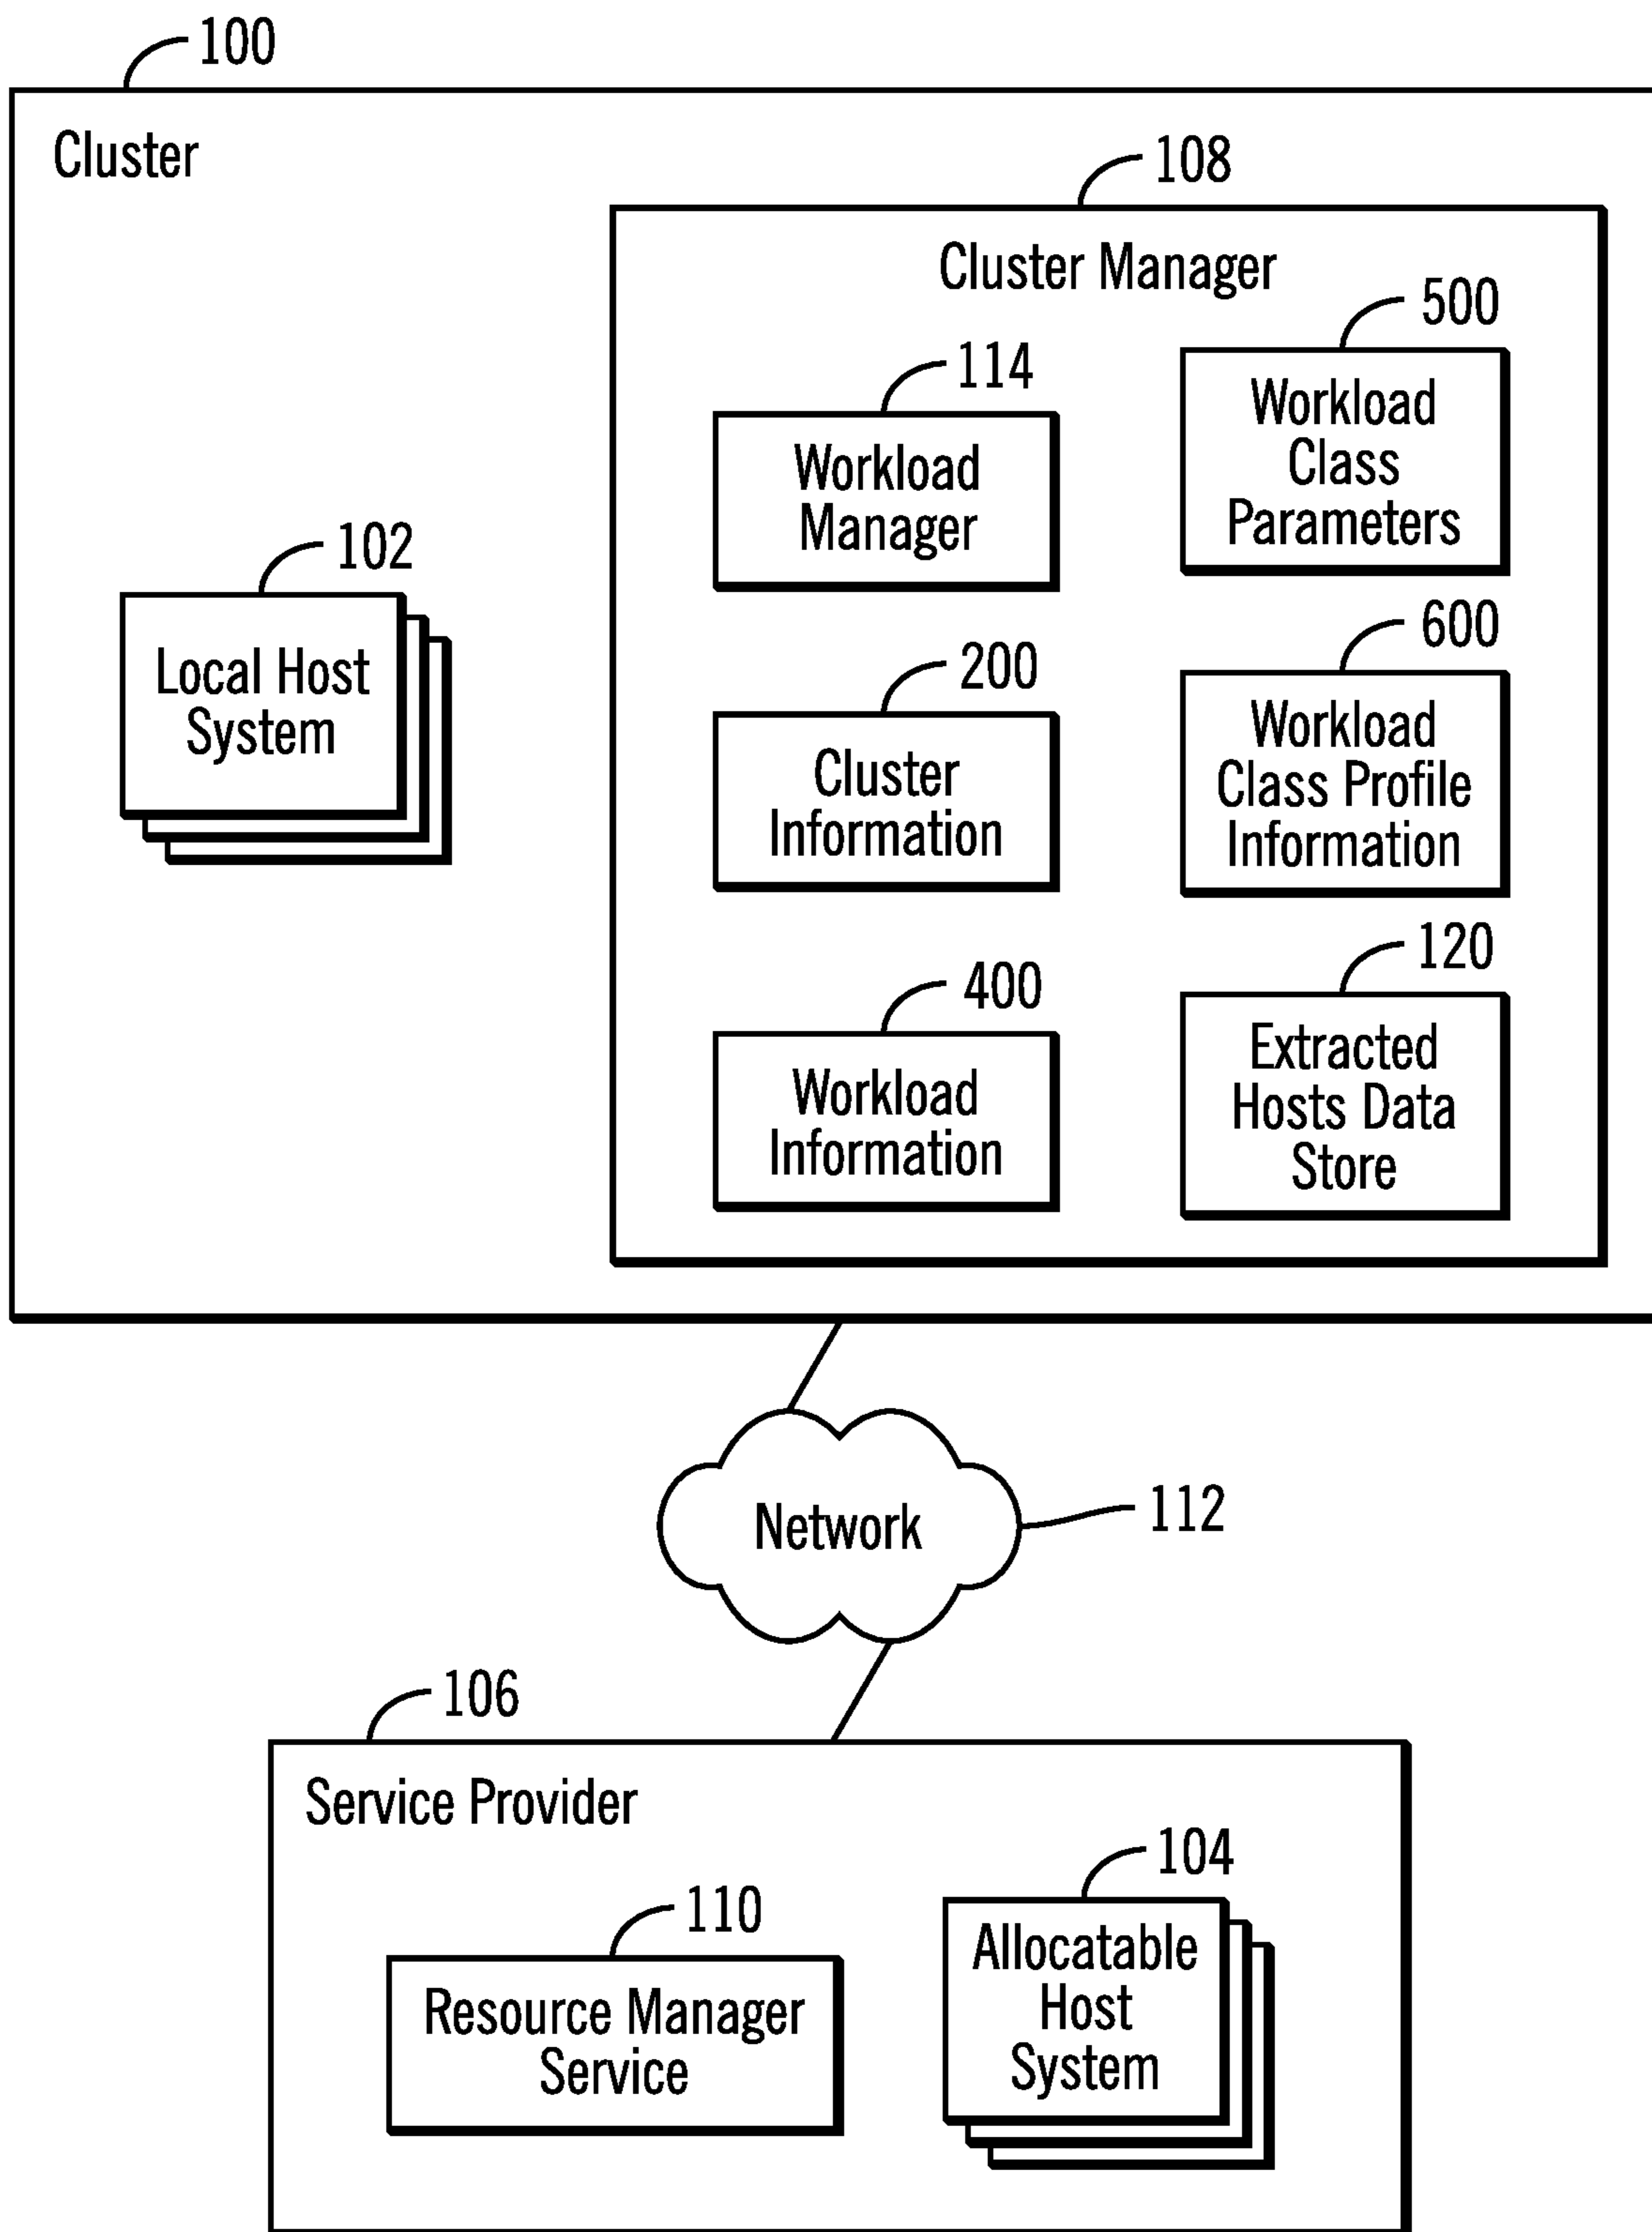 100
Cluster
108
Cluster Manager
500
Workload
Class
Parameters
114
Workload
Manager
102
Local Host
System
600
Workload
Class Profile
Information
200
Cluster
Information
120
Extracted
Hosts Data
Store
400
Workload
Information
Network
112
106
Service Provider
104
Allocatable
Host
System
110
Resource Manager
Service